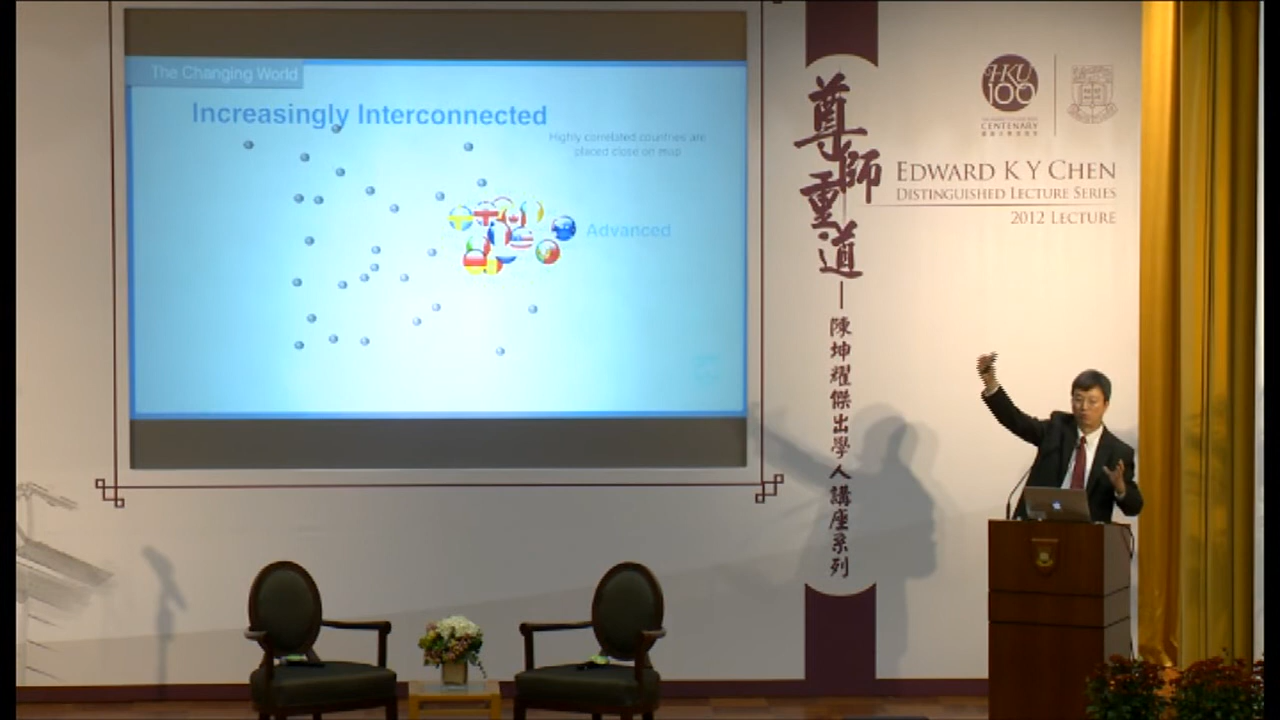 The Changing World
Increasingly Interconnected
Highly correlated countries are
placed close on map
Advanced
尊師重道
陳坤耀傑出學人講座系列
HKU
100
CENTENARY
EDWARD K Y CHEN
DISTINGUISHED LECTURE SERIES
2012 LECTURE